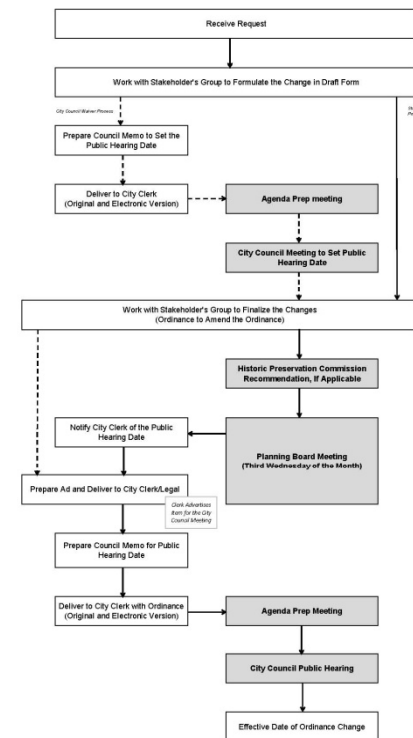 Receive Request
Work with Stakeholder's Group to Formulate the Change in Draft Form
City Council Waiver Process
Prepare Council Memo to Set the
Public Hearing Date
Deliver to City Clerk
(Original and Electronic Version)
Agenda Prep meeting
City Council Meeting to Set Public
Hearing Date
Work with Stakeholder's Group to Finalize the Changes
(Ordinance to Amend the Ordinance)
Historic Preservation Commission
Recommendation, If Applicable
Notify City Clerk of the Public
Hearing Date
Planning Board Meeting
(Third Wednesday of the Month)
Prepare Ad and Deliver to City Clerk/Legal
Clerk Advertises
Item for the City
Council Meeting
Prepare Council Memo for Public
Hearing Date
Deliver to City Clerk with Ordinance
(Original and Electronic Version)
Agenda Prep Meeting
City Council Public Hearing
Effective Date of Ordinance Change